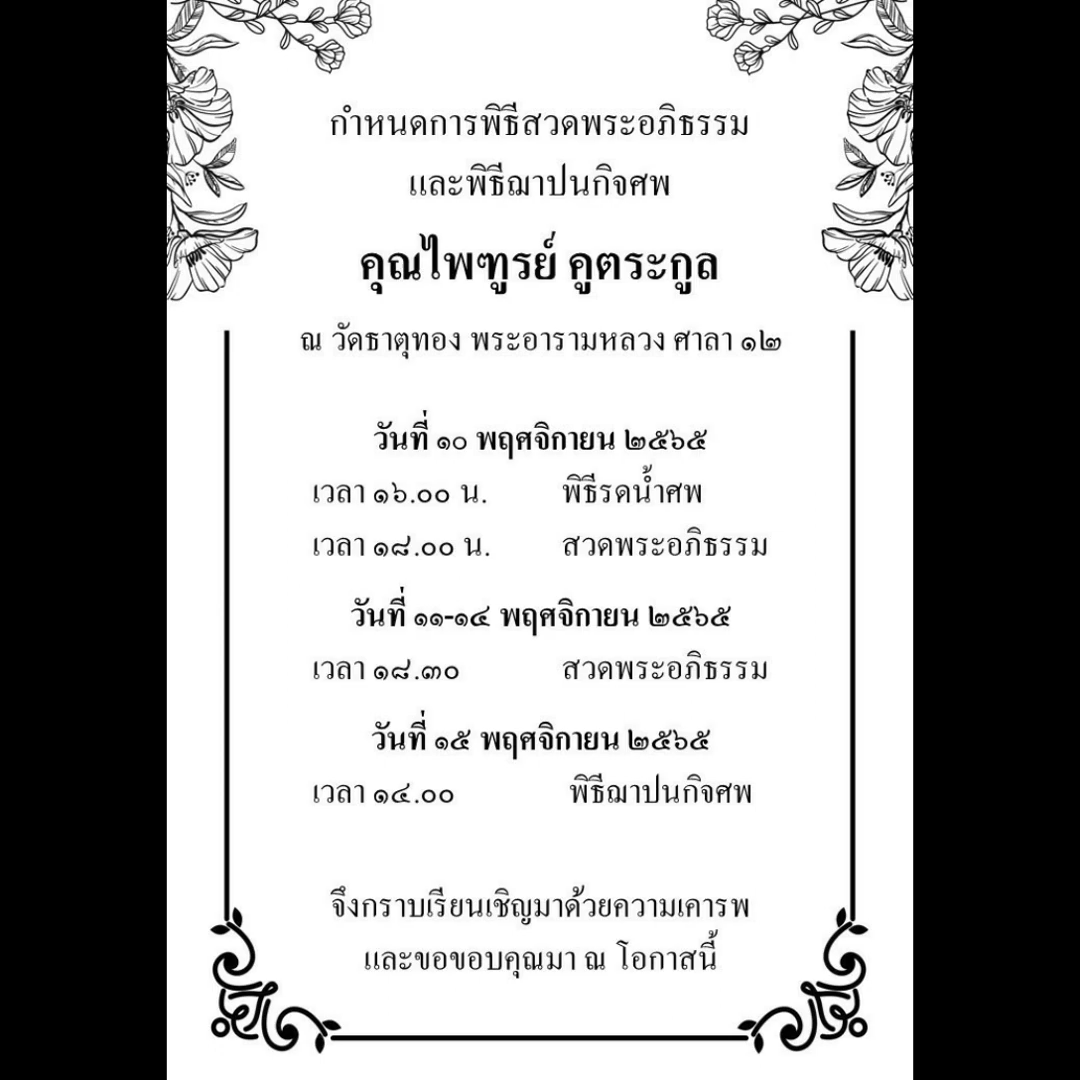 กำหนดการพิธีสวดพระอภิธรรม
และพิธีฌาปนกิจศพ
คุณไพฑูรย์ คูตระกูล
ณ วัดธาตุทอง พระอารามหลวง ศาลา ๑๒
วันที่ ๑๐ พฤศจิกายน ๒๕๖๕
เวลา ๑๖.๐๐ น. พิธีรดน้ำศพ
เวลา ๑๘.๐๐ น. สวดพระอภิธรรม
วันที่ ๑๑-๑๔ พฤศจิกายน ๒๕๖๕
เวลา ๑๘.๓๐ สวดพระอภิธรรม
วันที่ ๑๕ พฤศจิกายน ๒๕๖๕
เวลา ๑๔.๐๐ พิธีฌาปนกิจศพ
จึงกราบเรียนเชิญมาด้วยความเคารพ
และขอขอบคุณมา ณ โอกาสนี้